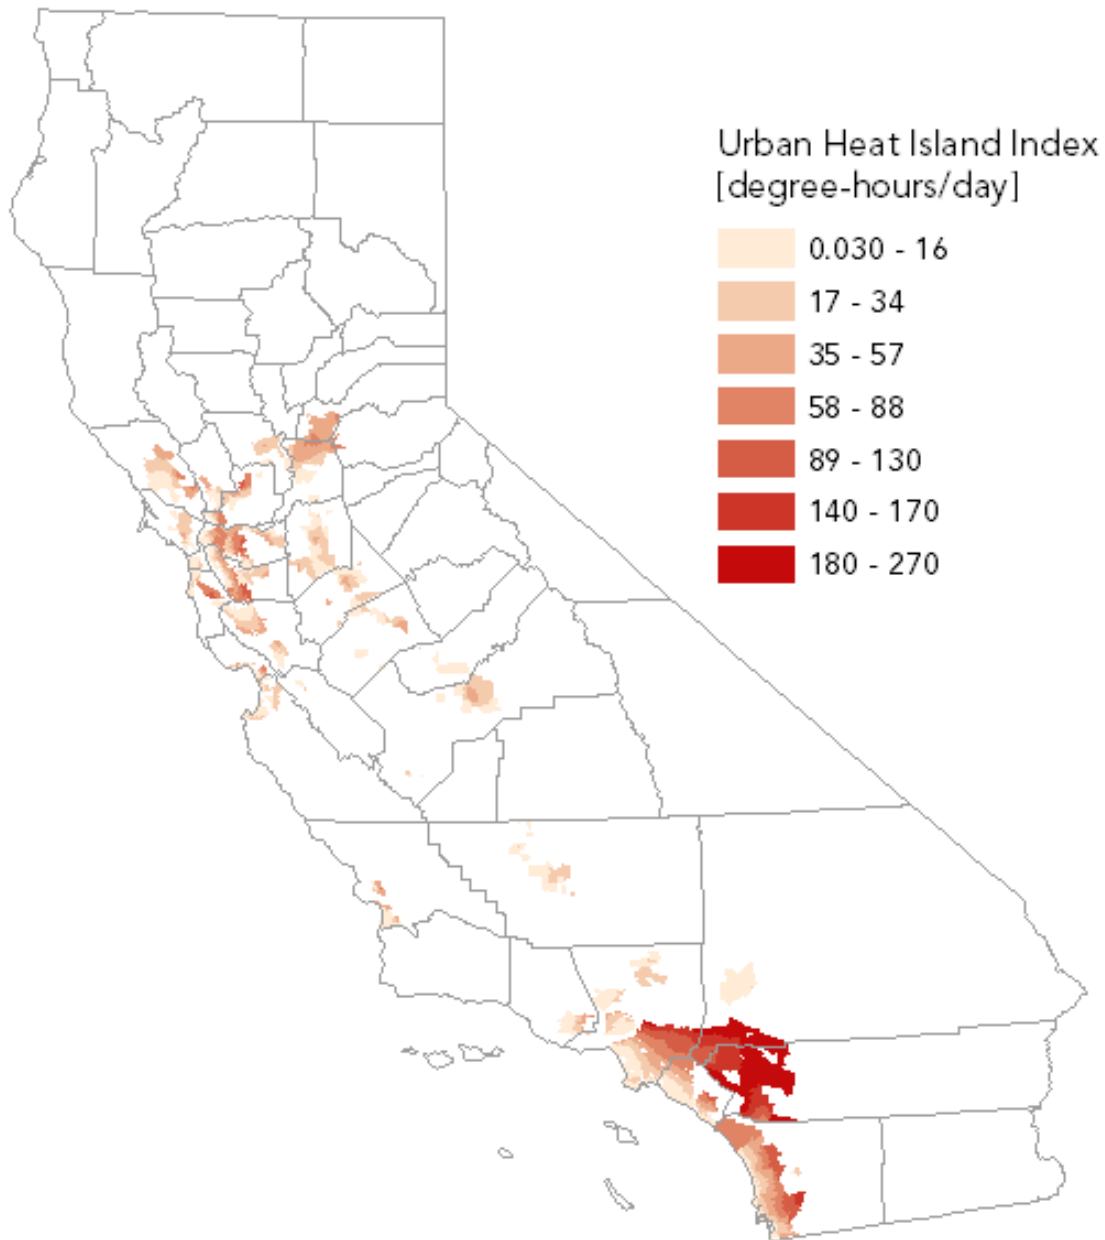 Urban Heat Island Index
[degree-hours/day]
0.030 - 16
17 - 34
35 - 57
58 - 88
89 - 130
140 - 170
180 - 270